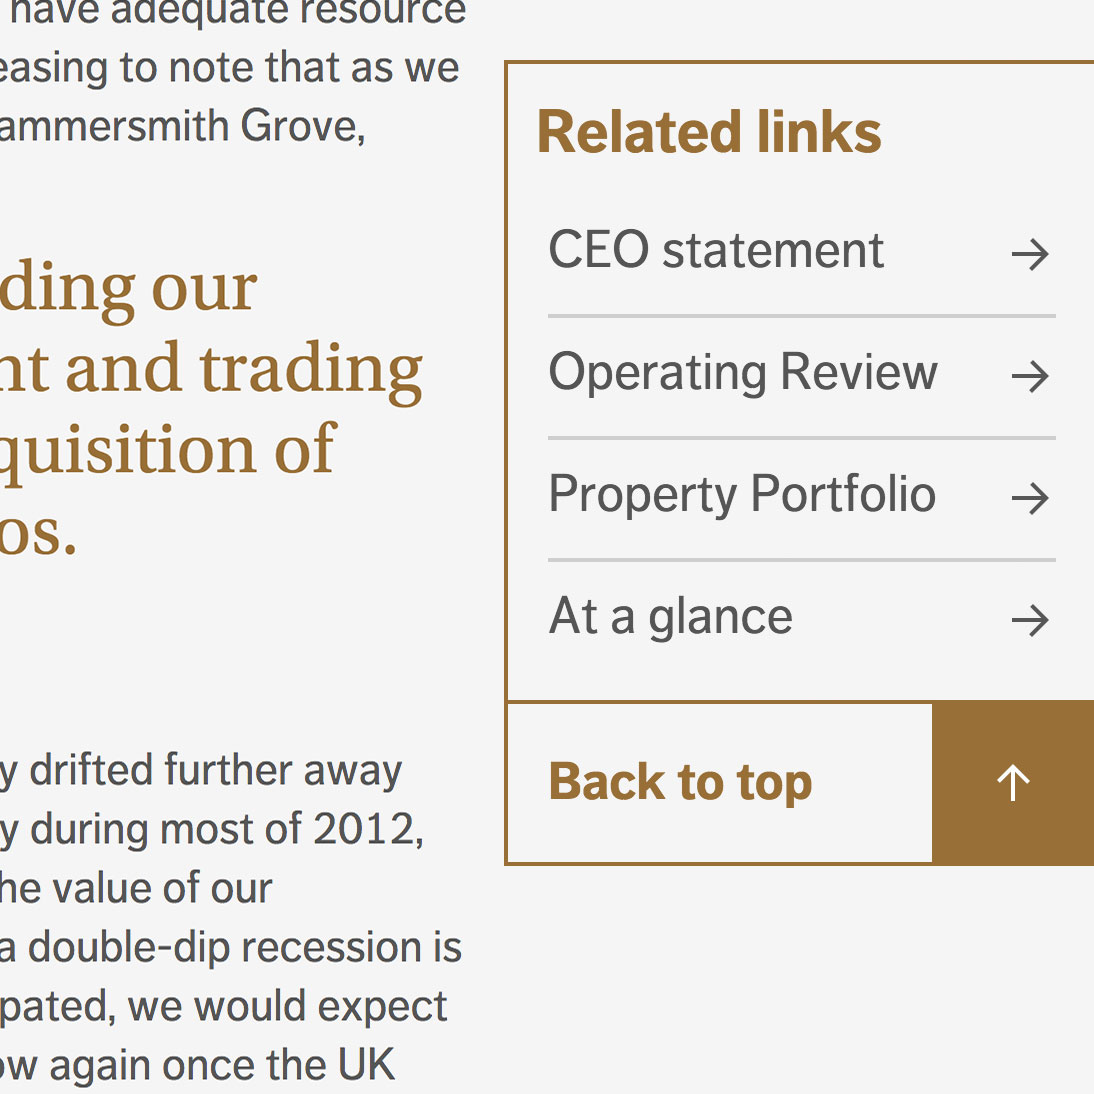 have adequate resource
easing to note that as we
ammersmith Grove,
ding our
nt and trading
quisition of
os.
y drifted further away
y during most of 2012,
he value of our
a double-dip recession is
pated, we would expect
ow again once the UK
Related links
CEO statement
Operating Review
Property Portfolio
At a glance
Back to top